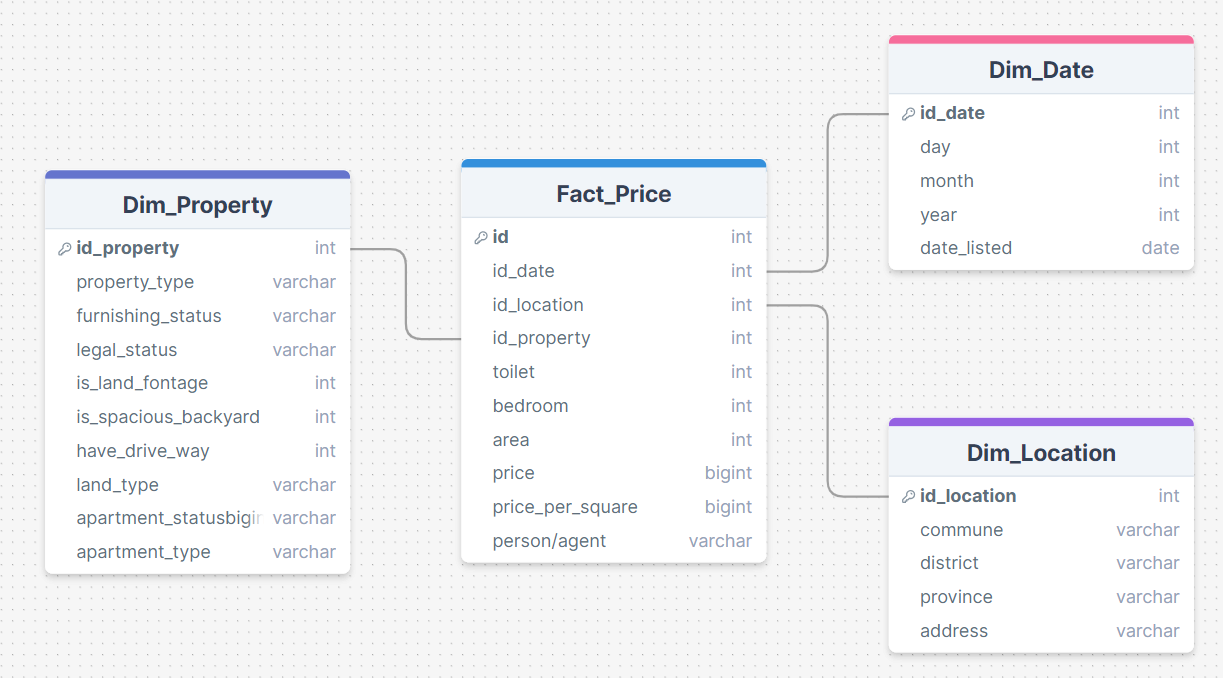 Dim_Property
id_property int
property_type varchar
furnishing_status varchar
legal_status varchar
is_land_fontage int
is_spacious_backyard int
have_drive_way int
land_type varchar
apartment_statusbigin varchar
apartment_type varchar
Fact_Price
id int
id_date int
id_location int
id_property int
toilet int
bedroom int
area int
price bigint
price_per_square bigint
person/agent varchar
Dim_Date
id_date int
day int
month int
year int
date_listed date
Dim_Location
id_location int
commune varchar
district varchar
province varchar
address varchar